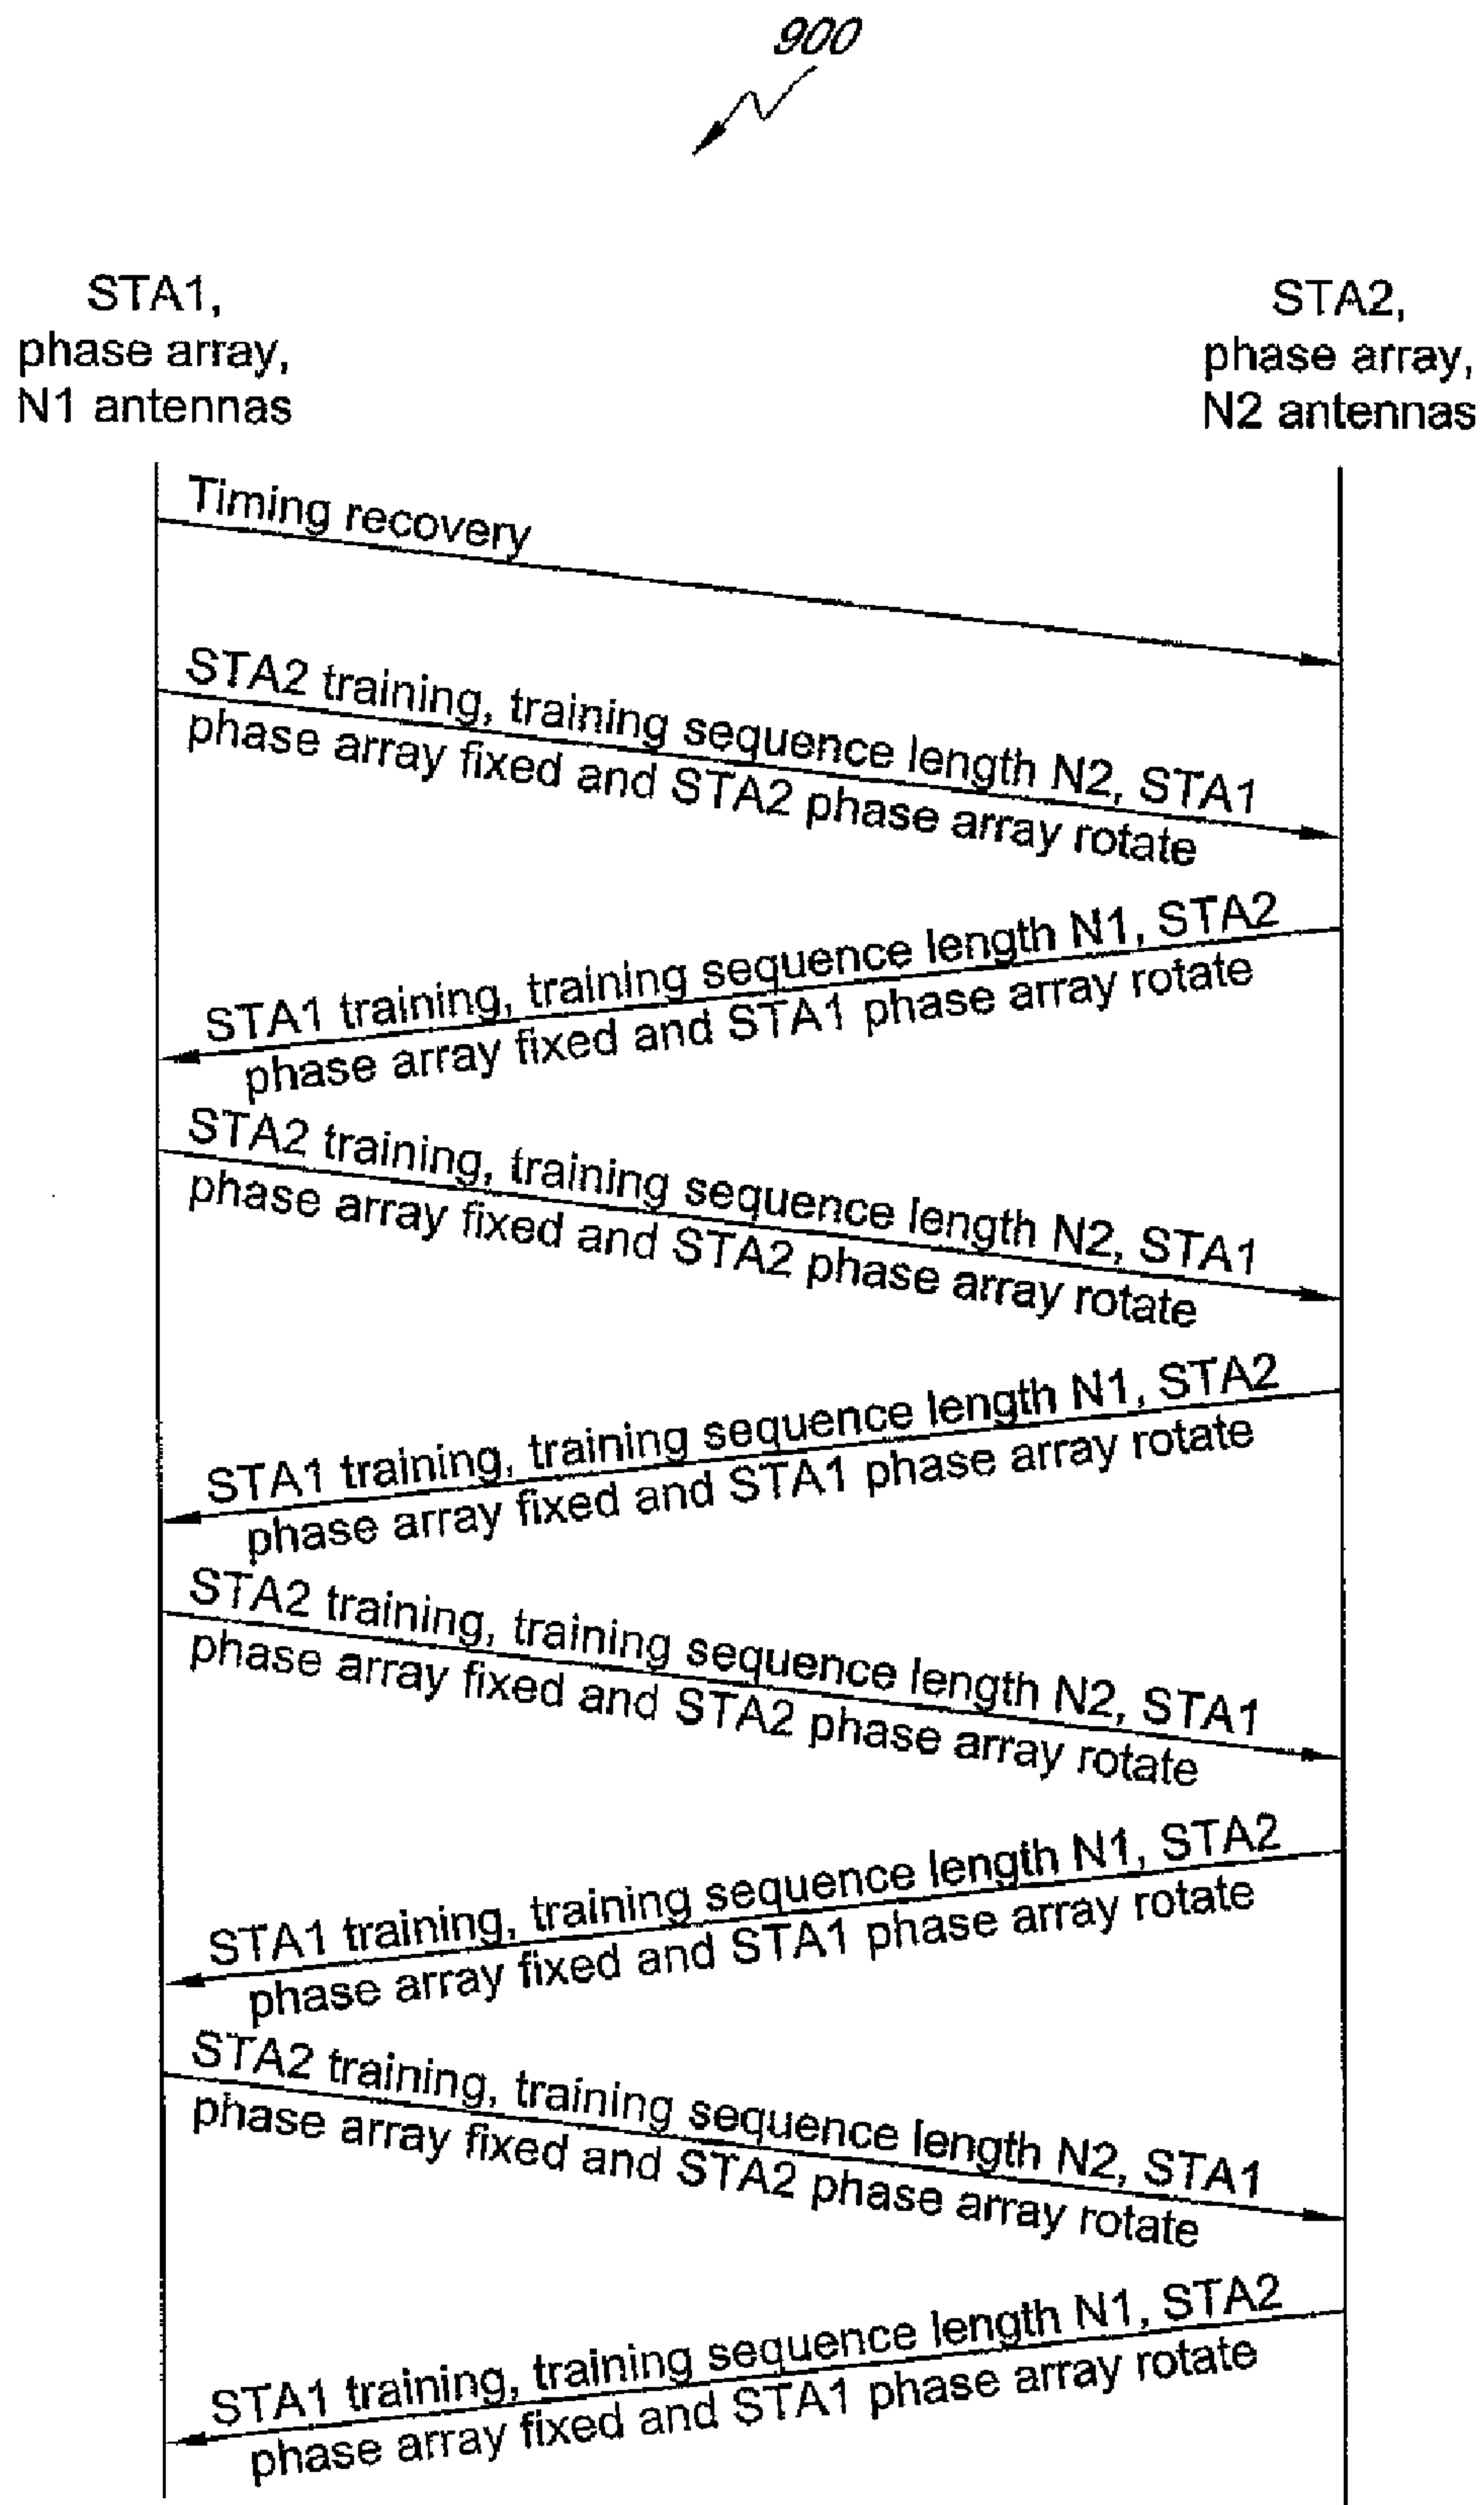 900
STA1,
phase array,
N1 antennas
STA2,
phase array,
N2 antennas
Timing recovery
STA2 training, training sequence length N2, STA1
phase array fixed and STA2 phase array rotate
STA1 training, training sequence length N1, STA2
phase array fixed and STA1 phase array rotate
STA2 training, training sequence length N2, STA1
phase array fixed and STA2 phase array rotate
STA1 training, training sequence length N1, STA2
phase array fixed and STA1 phase array rotate
STA2 training, training sequence length N2, STA1
phase array fixed and STA2 phase array rotate
STA1 training, training sequence length N1, STA2
phase array fixed and STA1 phase array rotate
STA2 training, training sequence length N2, STA1
phase array fixed and STA2 phase array rotate
STA1 training, training sequence length N1, STA2
phase array fixed and STA1 phase array rotate